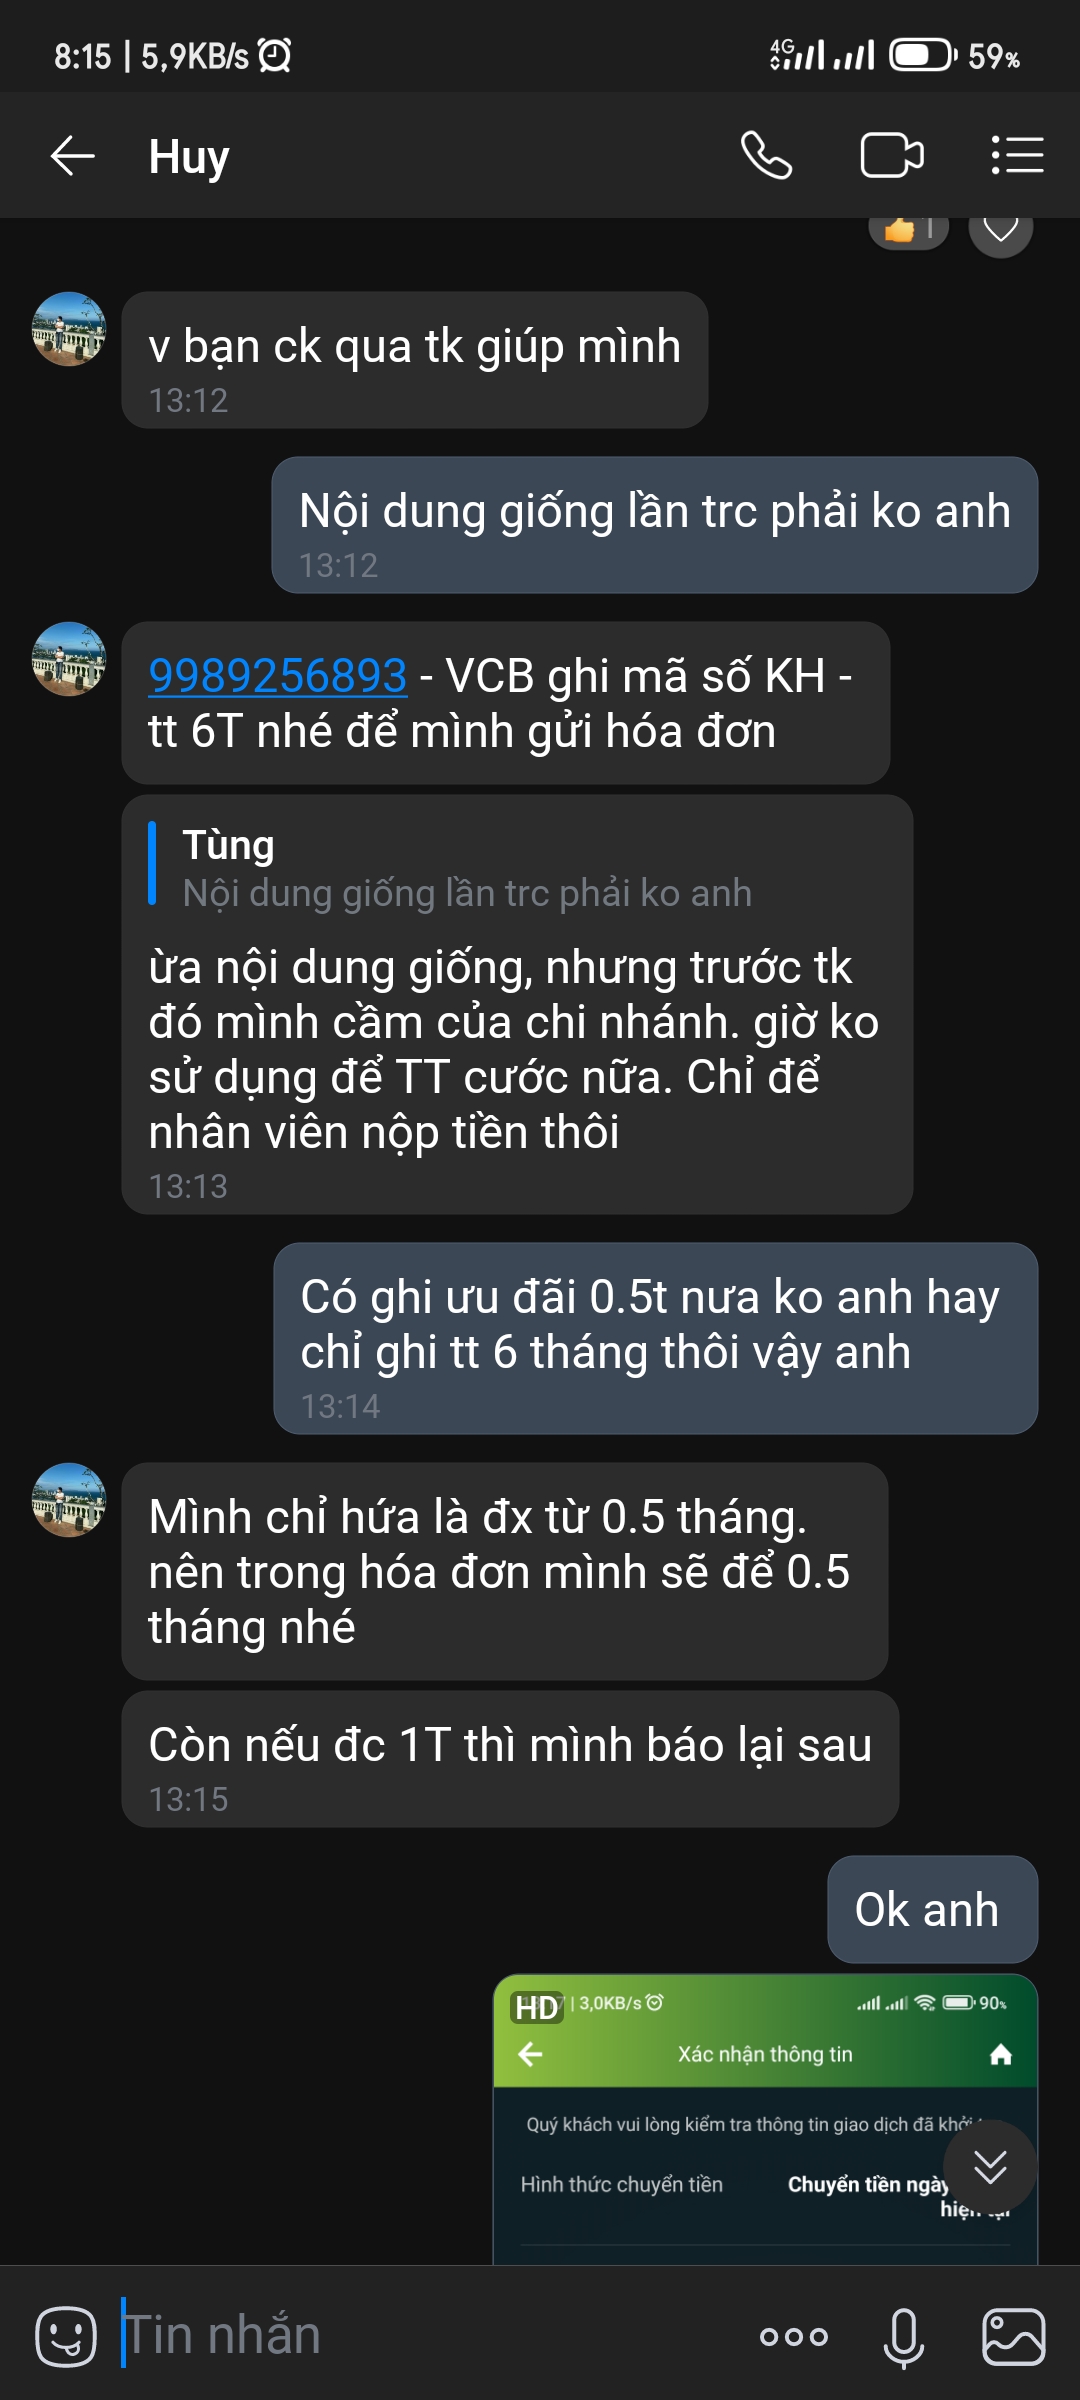 8:15 | 5,9KB/s
4G
59%
Huy
1
v bạn ck qua tk giúp mình
13:12
Nội dung giống lần trc phải ko anh
13:12
9989256893 - VCB ghi mã số KH -
tt 6T nhé để mình gửi hóa đơn
Tùng
Nội dung giống lần trc phải ko anh
ừa nội dung giống, nhưng trước tk
đó mình cầm của chi nhánh. giờ ko
sử dụng để TT cước nữa. Chỉ để
nhân viên nộp tiền thôi
13:13
Có ghi ưu đãi 0.5t nưa ko anh hay
chỉ ghi tt 6 tháng thôi vậy anh
13:14
Mình chỉ hứa là đx từ 0.5 tháng.
nên trong hóa đơn mình sẽ để 0.5
tháng nhé
Còn nếu đc 1T thì mình báo lại sau
13:15
Ok anh
HD | 3,0KB/s
90%
Xác nhận thông tin
Quý khách vui lòng kiểm tra thông tin giao dịch đã khởi
Hình thức chuyển tiền
Chuyển tiền ngày
hiện tại
Tin nhắn